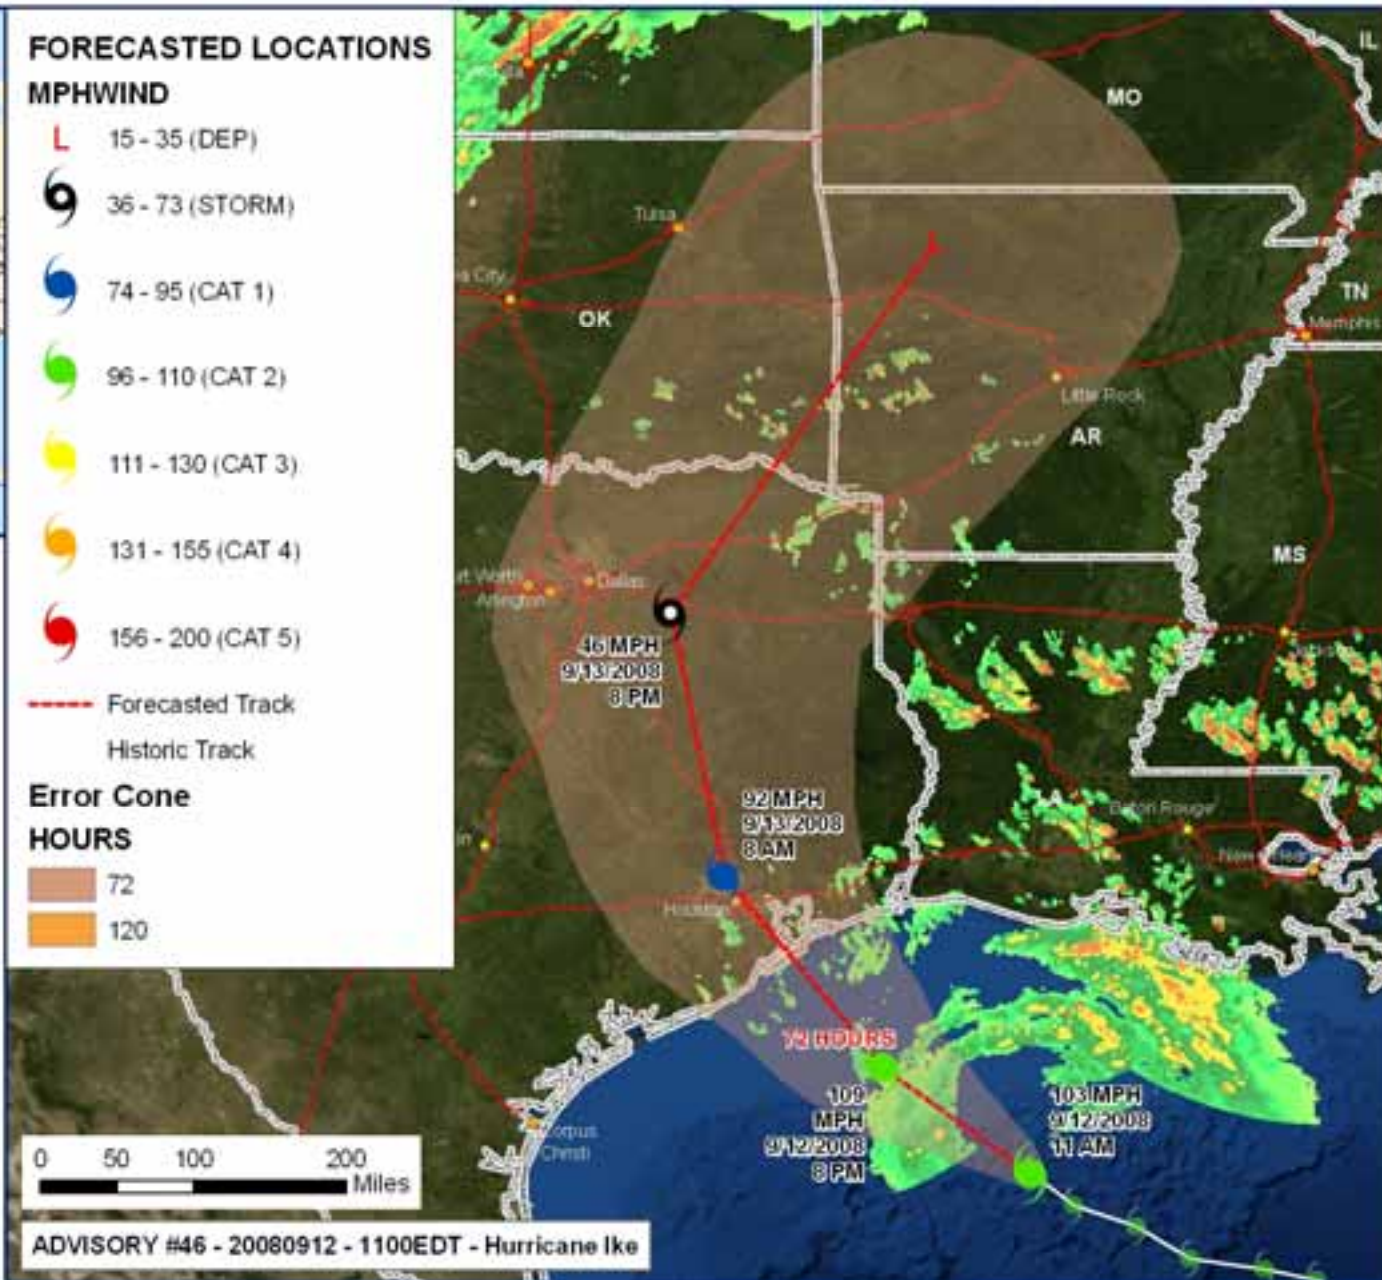 FORECASTED LOCATIONS
MPHWIND
L 15 - 35 (DEP)
36 - 73 (STORM)
74 - 95 (CAT 1)
96 - 110 (CAT 2)
111 - 130 (CAT 3)
131 - 155 (CAT 4)
156 - 200 (CAT 5)
Forecasted Track
Historic Track
Error Cone
HOURS
72
120
IL
MO
Tulsa
City
OK
TN
Memphis
Little Rock
AR
MS
Worth
Dallas
Arlington
46 MPH
9/13/2008
8 PM
Jackson
92 MPH
9/13/2008
8 AM
LA
Baton Rouge
Houston
72 HOURS
109
MPH
9/12/2008
8 PM
103 MPH
9/12/2008
11 AM
Corpus
Christi
0 50 100 200
Miles
L
ADVISORY #46 - 20080912 - 1100EDT - Hurricane Ike